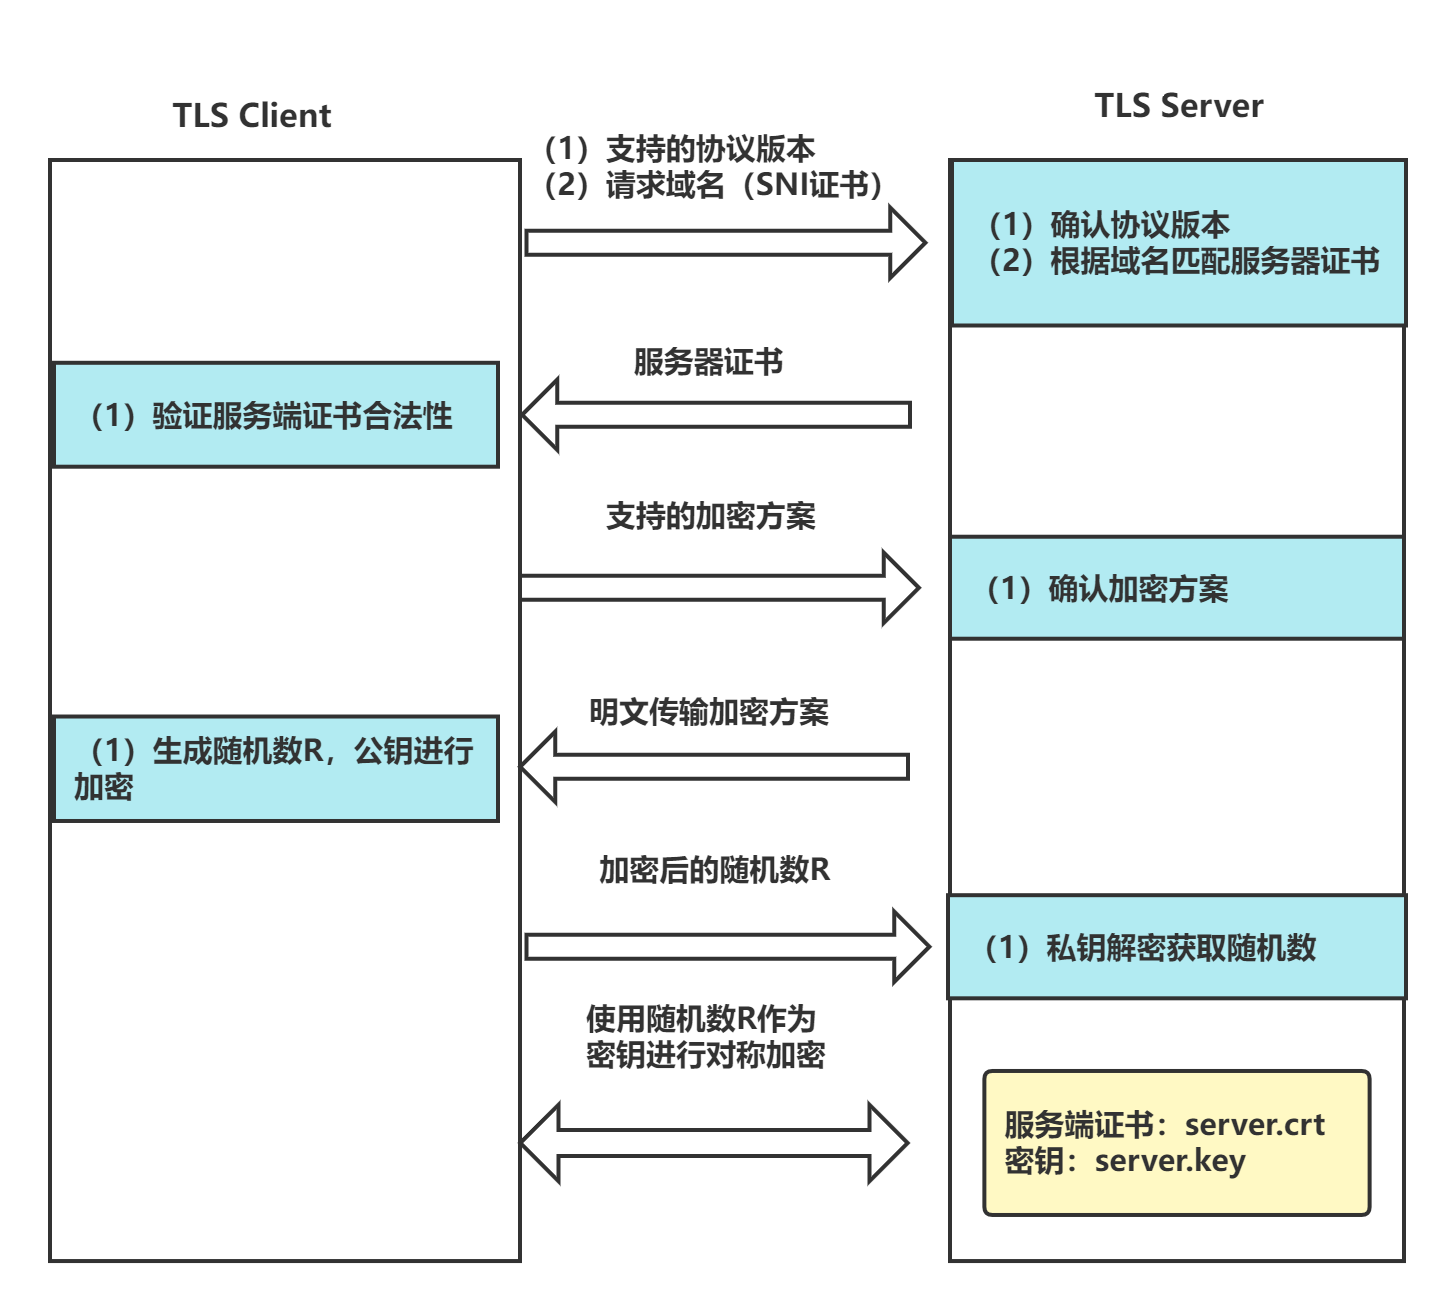 TLS Client
TLS Server
（1）支持的协议版本
（2）请求域名（SNI证书）
（1）确认协议版本
（2）根据域名匹配服务器证书
服务器证书
（1）验证服务端证书合法性
支持的加密方案
（1）确认加密方案
明文传输加密方案
（1）生成随机数R，公钥进行
加密
加密后的随机数R
（1）私钥解密获取随机数
使用随机数R作为
密钥进行对称加密
服务端证书：server.crt
密钥：server.key